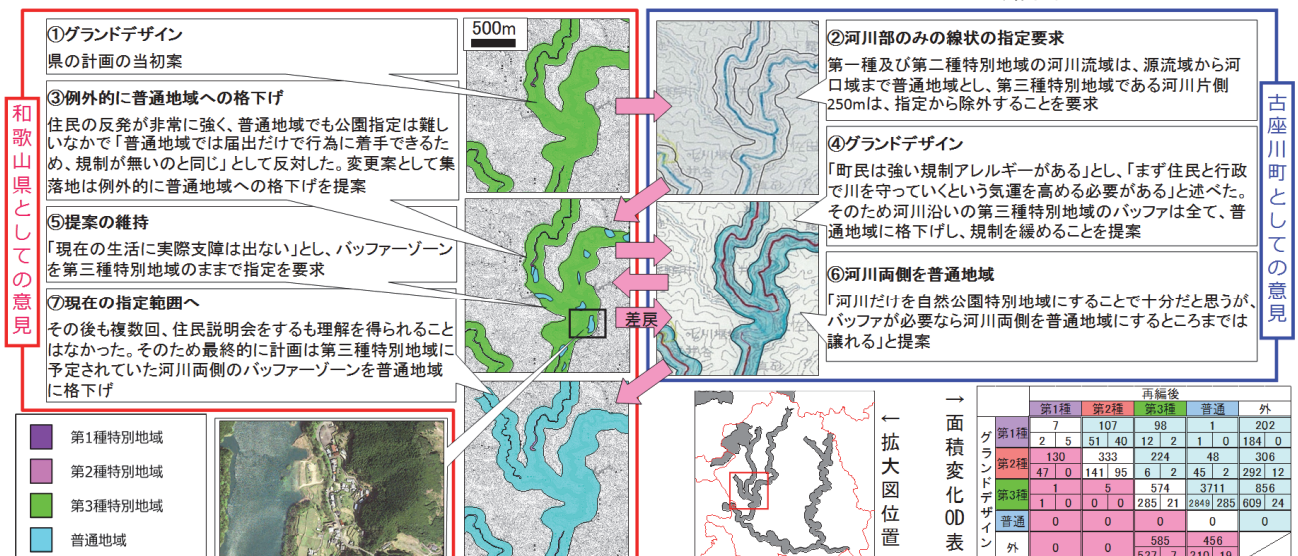 和歌山県としての意見
①グランドデザイン
県の計画の当初案
③例外的に普通地域への格下げ
住民の反発が非常に強く、普通地域でも公園指定は難し
いなかで「普通地域では届出だけで行為に着手できるた
め、規制が無いのと同じ」として反対した。変更案として集
落地は例外的に普通地域への格下げを提案
⑤提案の維持
「現在の生活に実際支障は出ない」とし、バッファーゾーン
を第三種特別地域のままで指定を要求
⑦現在の指定範囲へ
その後も複数回、住民説明会をするも理解を得られること
はなかった。そのため最終的に計画は第三種特別地域に
予定されていた河川両側のバッファーゾーンを普通地域
に格下げ
500m
差戻
②河川部のみの線状の指定要求
第一種及び第二種特別地域の河川流域は、源流域から河
口域まで普通地域とし、第三種特別地域である河川片側
250mは、指定から除外することを要求
④グランドデザイン
「町民は強い規制アレルギーがある」とし、「まず住民と行政
で川を守っていくという気運を高める必要がある」と述べた。
そのため河川沿いの第三種特別地域のバッファは全て、普
通地域に格下げし、規制を緩めることを提案
⑥河川両側を普通地域
「河川だけを自然公園特別地域にすることで十分だと思うが、
バッファが必要なら河川両側を普通地域にするところまでは
譲れる」と提案
古座川町としての意見
第1種特別地域
第2種特別地域
第3種特別地域
普通地域
←拡大図位置
→面積変化OD表
再編後
第1種 第2種 第3種 普通 外
グランドデザイン
第1種 7 107 98 1 202
2 5 51 40 12 2 1 0 184 0
第2種 130 333 224 48 306
47 0 141 95 6 2 45 2 292 12
第3種 1 5 574 3711 856
1 0 0 0 285 21 2849 285 609 24
普通 0 0 0 0 0
外 0 0 585 456
527 7 310 19